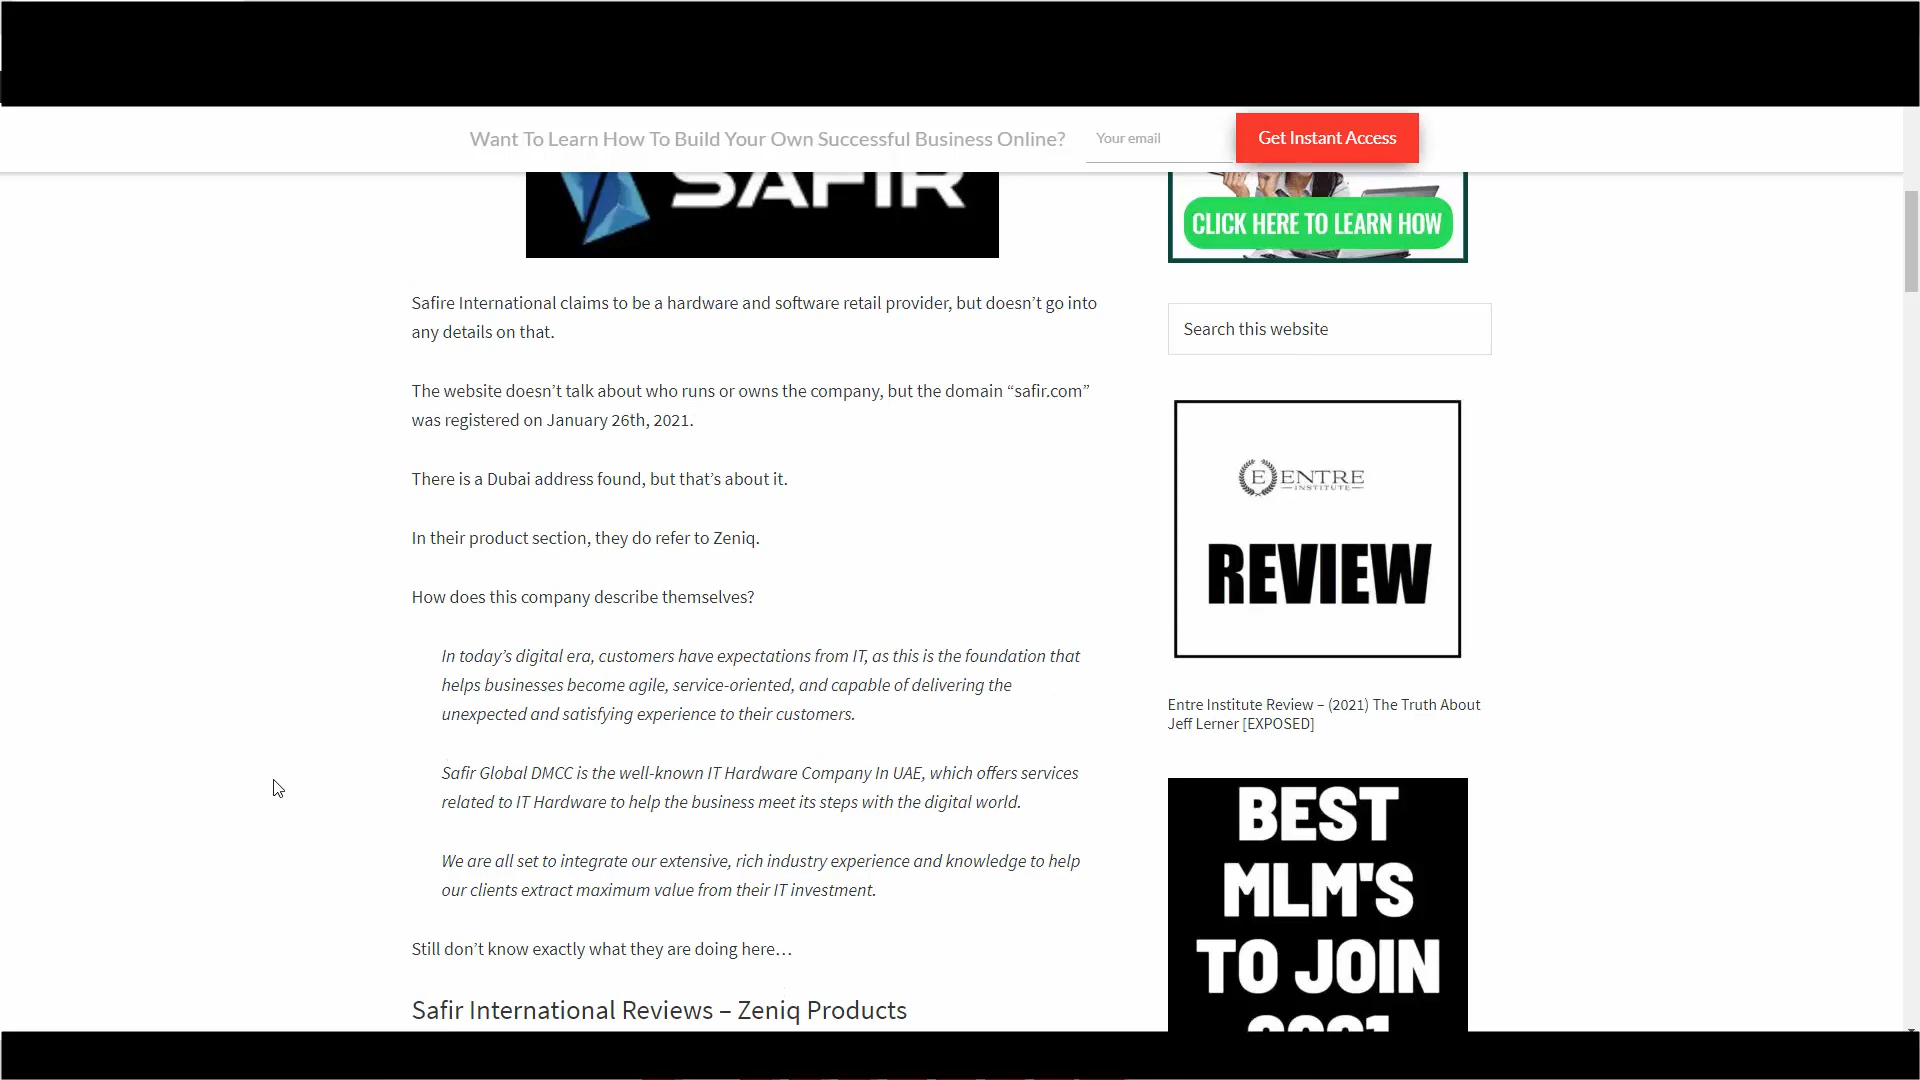 Want To Learn How To Build Your Own Successful Business Online?
Your email
Get Instant Access
SAFIR
Safire International claims to be a hardware and software retail provider, but doesn’t go into
any details on that.
The website doesn’t talk about who runs or owns the company, but the domain “safir.com”
was registered on January 26th, 2021.
There is a Dubai address found, but that’s about it.
In their product section, they do refer to Zeniq.
How does this company describe themselves?
In today’s digital era, customers have expectations from IT, as this is the foundation that
helps businesses become agile, service-oriented, and capable of delivering the
unexpected and satisfying experience to their customers.
Safir Global DMCC is the well-known IT Hardware Company In UAE, which offers services
related to IT Hardware to help the business meet its steps with the digital world.
We are all set to integrate our extensive, rich industry experience and knowledge to help
our clients extract maximum value from their IT investment.
Still don’t know exactly what they are doing here…
Safir International Reviews – Zeniq Products
CLICK HERE TO LEARN HOW
Search this website
E ENTRE
INSTITUTE
REVIEW
Entre Institute Review – (2021) The Truth About
Jeff Lerner [EXPOSED]
BEST
MLM'S
TO JOIN
2021